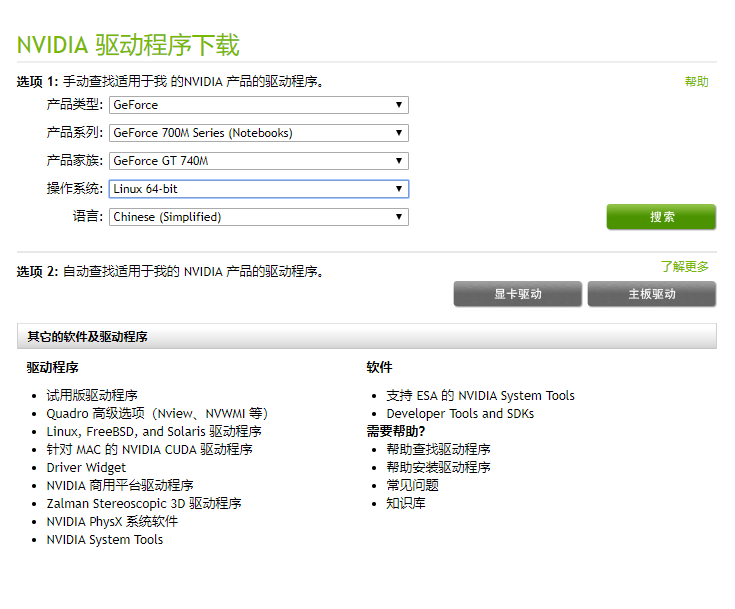 NVIDIA 驱动程序下载
选项 1: 手动查找适用于我 的NVIDIA 产品的驱动程序。
帮助
产品类型: GeForce
产品系列: GeForce 700M Series (Notebooks)
产品家族: GeForce GT 740M
操作系统: Linux 64-bit
语言: Chinese (Simplified)
搜索
选项 2: 自动查找适用于我的 NVIDIA 产品的驱动程序。
了解更多
显卡驱动 主板驱动
其它的软件及驱动程序
驱动程序
试用版驱动程序
Quadro 高级选项（Nview、NVWMI 等）
Linux, FreeBSD, and Solaris 驱动程序
针对 MAC 的 NVIDIA CUDA 驱动程序
Driver Widget
NVIDIA 商用平台驱动程序
Zalman Stereoscopic 3D 驱动程序
NVIDIA PhysX 系统软件
NVIDIA System Tools
软件
支持 ESA 的 NVIDIA System Tools
Developer Tools and SDKs
需要帮助?
帮助查找驱动程序
帮助安装驱动程序
常见问题
知识库